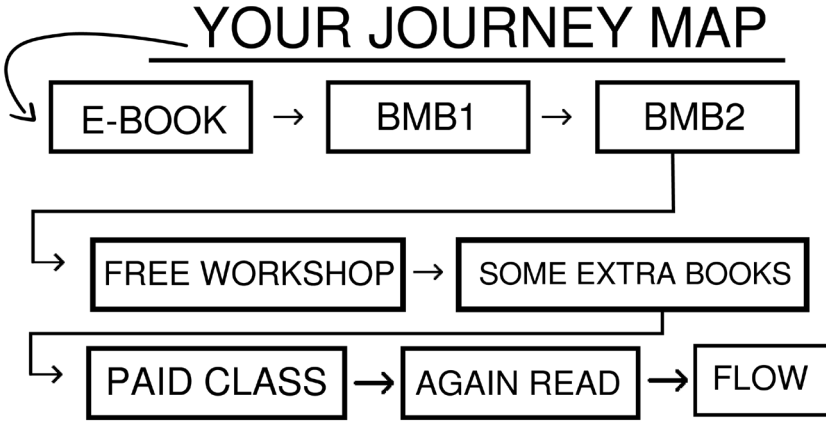 YOUR JOURNEY MAP
E-BOOK → BMB1 → BMB2
FREE WORKSHOP → SOME EXTRA BOOKS
PAID CLASS → AGAIN READ → FLOW